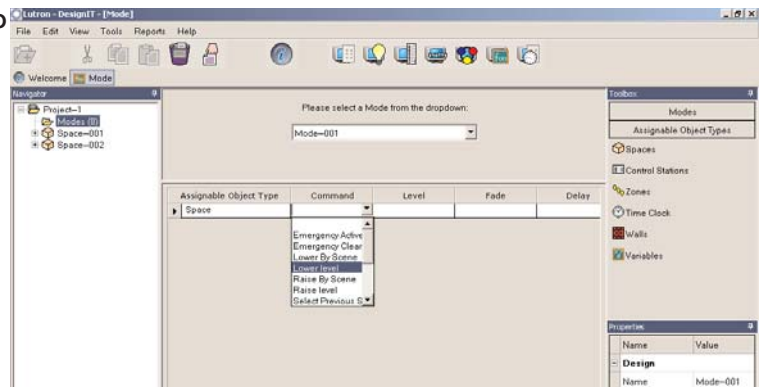 Lutron - DesignIT - [Mode]
File Edit View Tools Reports Help
Welcome Mode
Navigator
Project-1
Modes (0)
Space-001
Space-002
Please select a Mode from the dropdown:
Mode-001
Assignable Object Type Command Level Fade Delay
Space
Emergency Active
Emergency Clear
Lower By Scene
Lower level
Raise By Scene
Raise level
Select Previous S
Toolbox
Modes
Assignable Object Types
Spaces
Control Stations
Zones
Time Clock
Walls
Variables
Properties
Name Value
Design
Name Mode-001